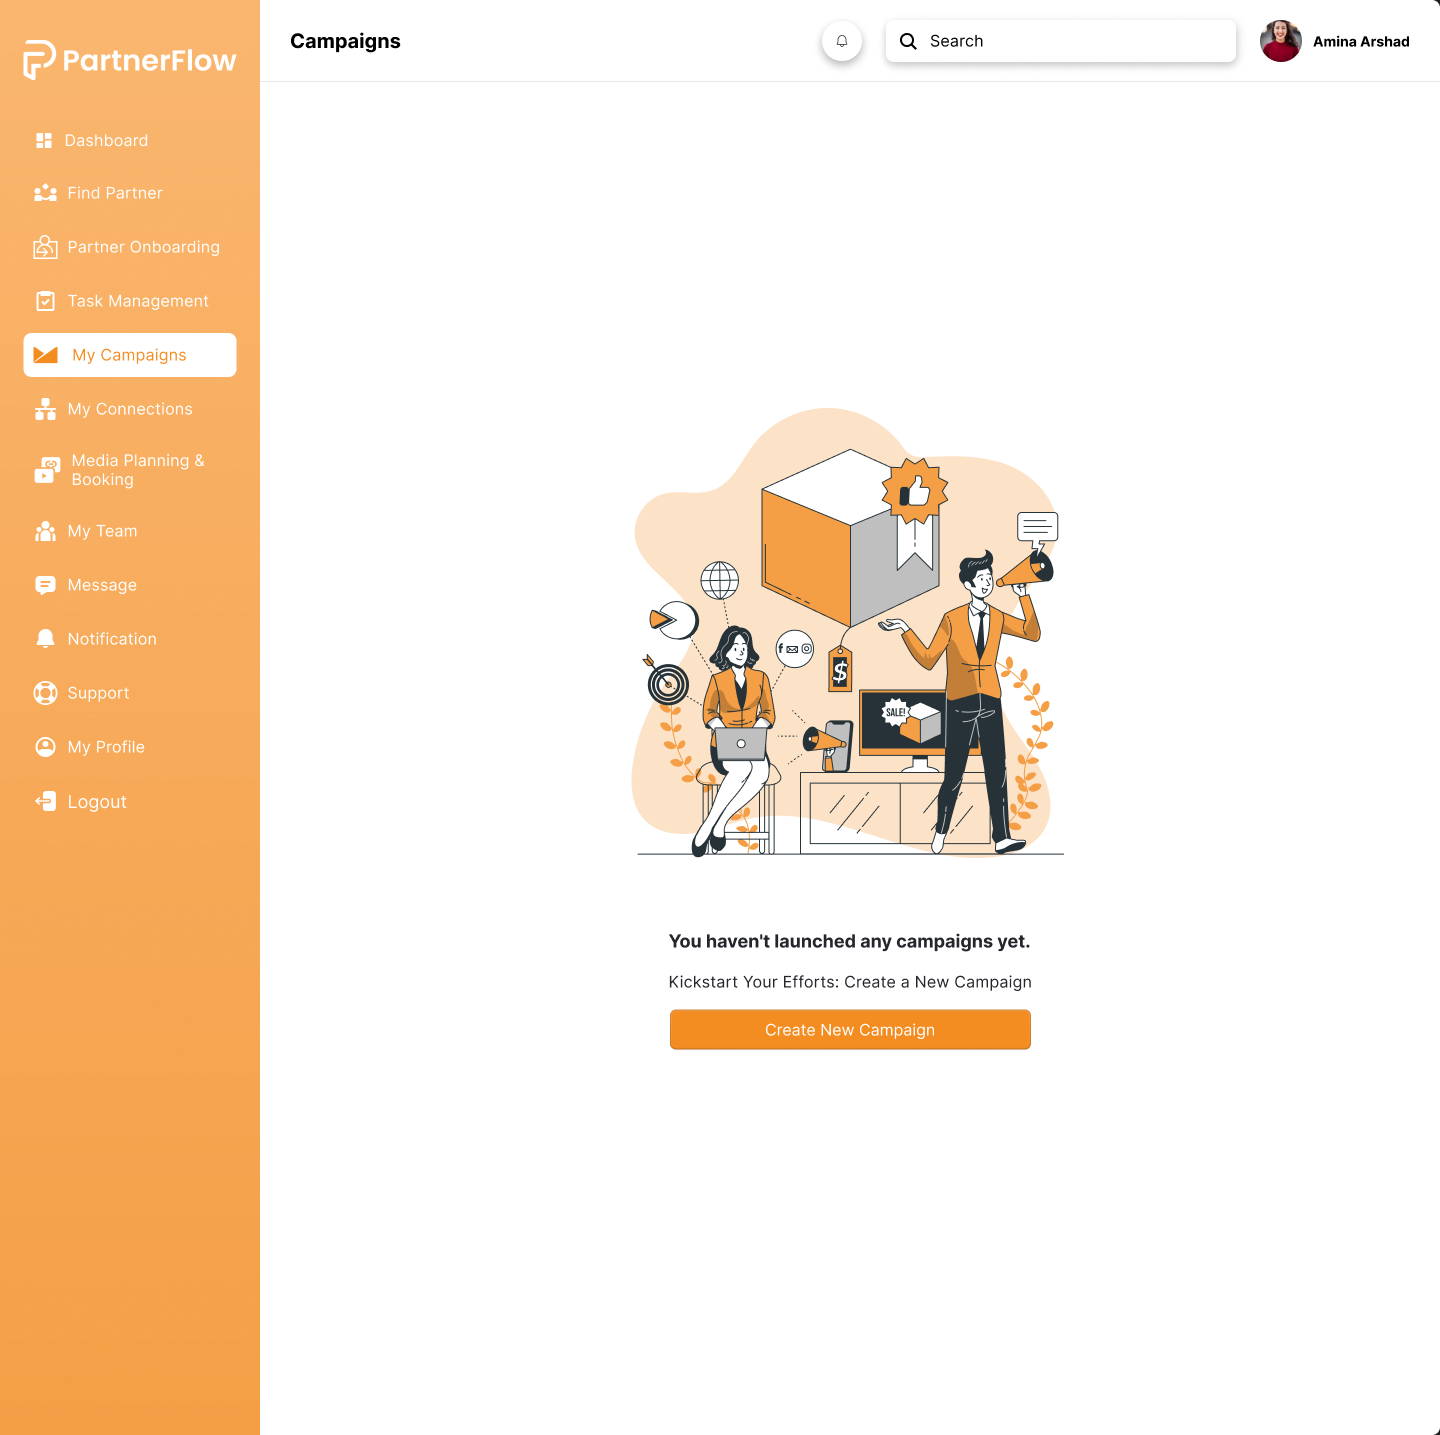 PartnerFlow
Campaigns
Search
Amina Arshad
Dashboard
Find Partner
Partner Onboarding
Task Management
My Campaigns
My Connections
Media Planning &
Booking
My Team
Message
Notification
Support
My Profile
Logout
$
SALE!
You haven't launched any campaigns yet.
Kickstart Your Efforts: Create a New Campaign
Create New Campaign